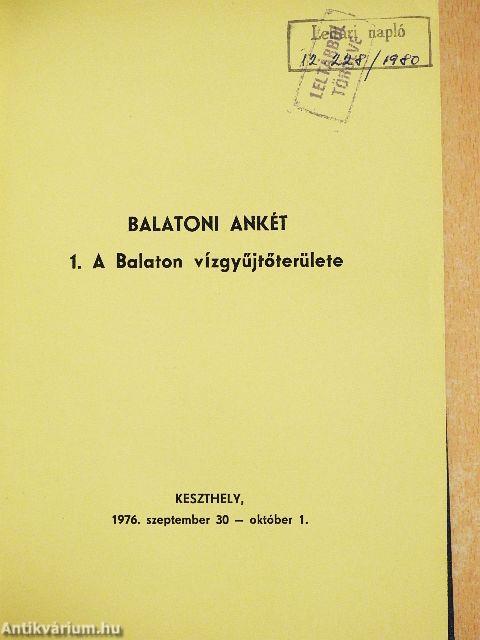 Leltári napló
12.228/1980
LELTÁRBÓL
TÖRÖLVE
BALATONI ANKÉT
1. A Balaton vízgyűjtőterülete
KESZTHELY,
1976. szeptember 30 — október 1.
Antikvárium.hu